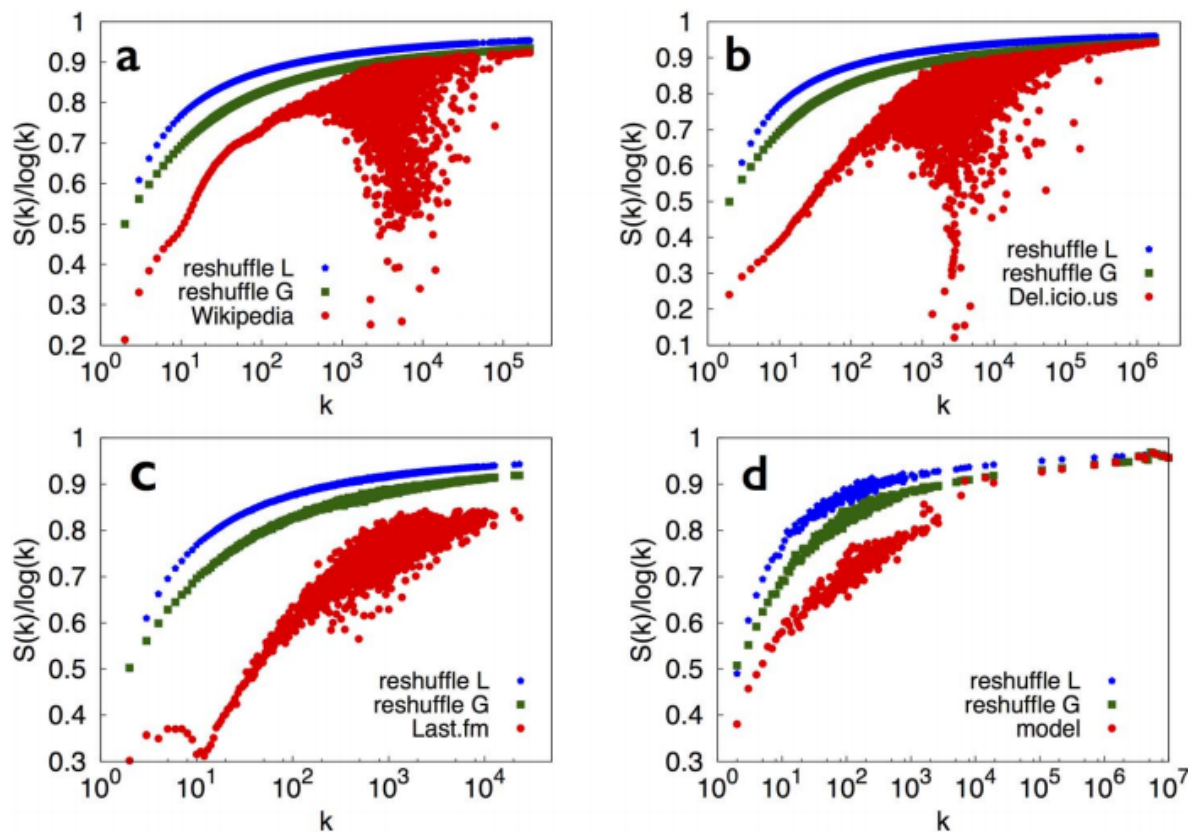 a
S(k)/log(k)
1
0.9
0.8
0.7
0.6
0.5
0.4
0.3
0.2
reshuffle L
reshuffle G
Wikipedia
10^0 10^1 10^2 10^3 10^4 10^5
k
b
S(k)/log(k)
1
0.9
0.8
0.7
0.6
0.5
0.4
0.3
0.2
0.1
reshuffle L
reshuffle G
Del.icio.us
10^0 10^1 10^2 10^3 10^4 10^5 10^6
k
c
S(k)/log(k)
1
0.9
0.8
0.7
0.6
0.5
0.4
0.3
reshuffle L
reshuffle G
Last.fm
10^0 10^1 10^2 10^3 10^4
k
d
S(k)/log(k)
1
0.9
0.8
0.7
0.6
0.5
0.4
0.3
reshuffle L
reshuffle G
model
10^0 10^1 10^2 10^3 10^4 10^5 10^6 10^7
k